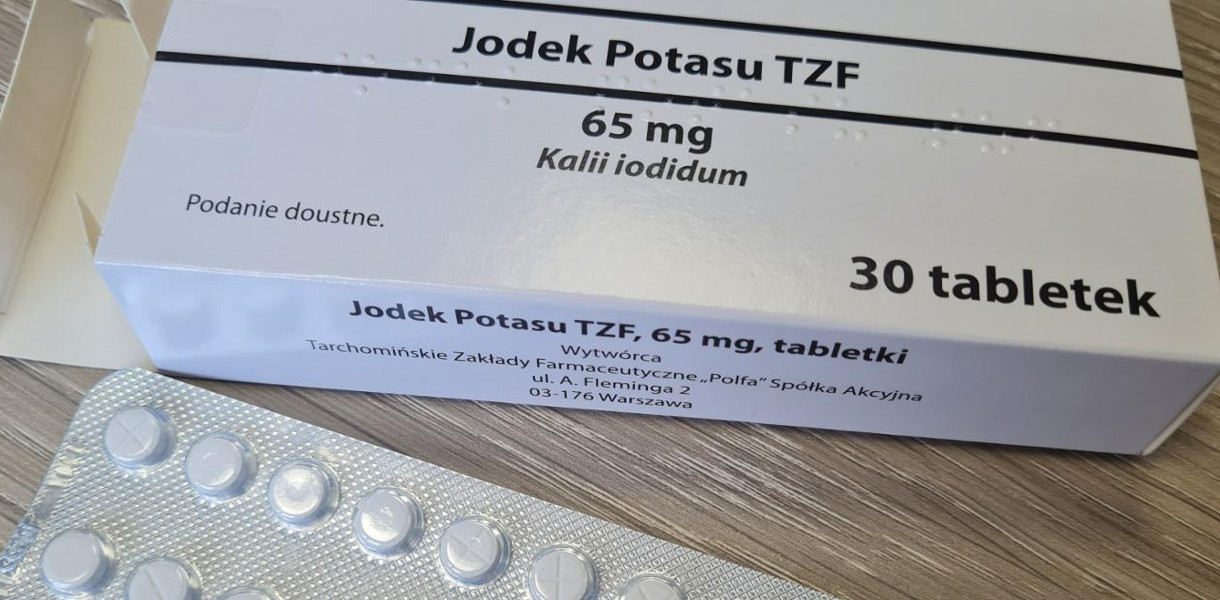 Jodek Potasu TZF
65 mg
Kalii iodidum
Podanie doustne.
30 tabletek
Jodek Potasu TZF, 65 mg, tabletki
Wytwórca
Tarchomińskie Zakłady Farmaceutyczne „Polfa” Spółka Akcyjna
ul. A. Fleminga 2
03-176 Warszawa